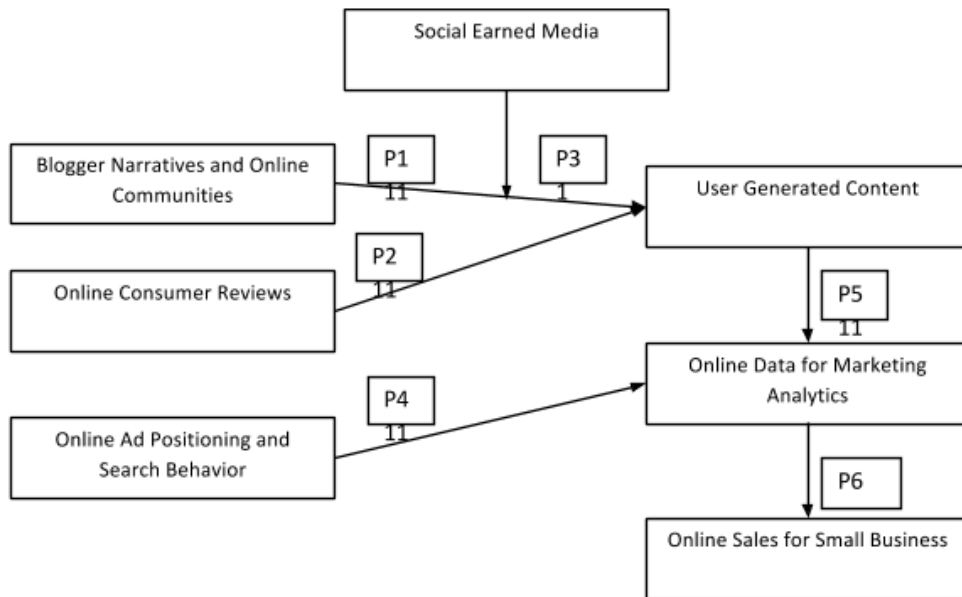 Social Earned Media
P1
11
P3
1
Blogger Narratives and Online
Communities
User Generated Content
P2
11
Online Consumer Reviews
P5
11
Online Data for Marketing
Analytics
P4
11
Online Ad Positioning and
Search Behavior
P6
Online Sales for Small Business